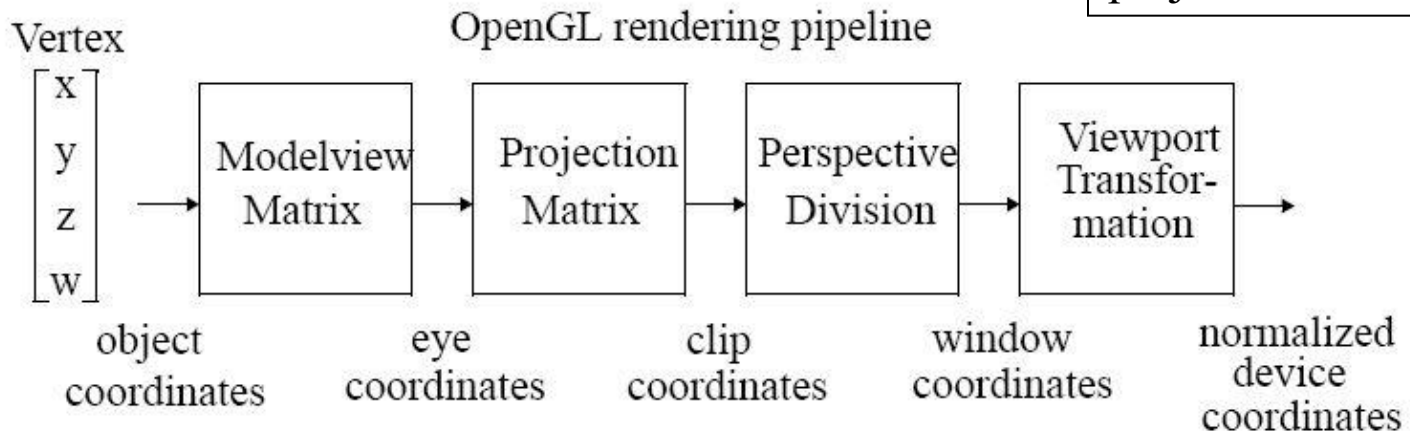 OpenGL rendering pipeline
Vertex
x
y
z
w
Modelview
Matrix
Projection
Matrix
Perspective
Division
Viewport
Transfor-
mation
object
coordinates
eye
coordinates
clip
coordinates
window
coordinates
normalized
device
coordinates